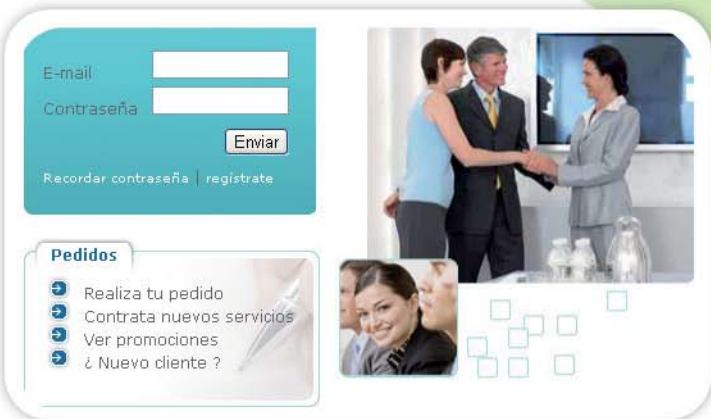 E-mail
Contraseña
Enviar
Recordar contraseña | regístrate
Pedidos
Realiza tu pedido
Contrata nuevos servicios
Ver promociones
¿ Nuevo cliente ?